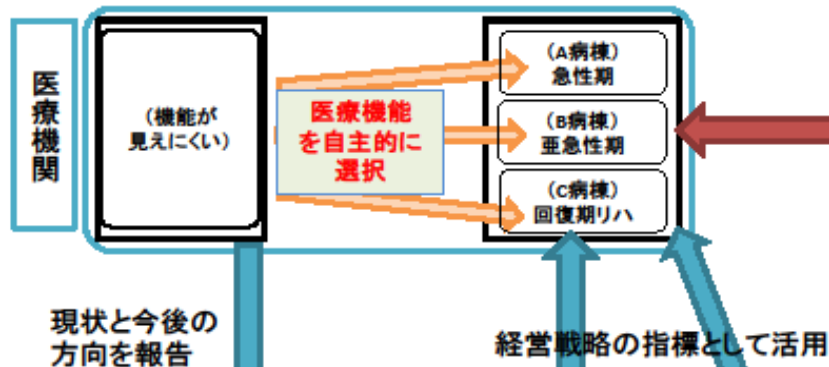 医療機関
(機能が
見えにくい)
医療機能
を自主的に
選択
(A病棟)
急性期
(B病棟)
亜急性期
(C病棟)
回復期リハ
現状と今後の
方向を報告
経営戦略の指標として活用